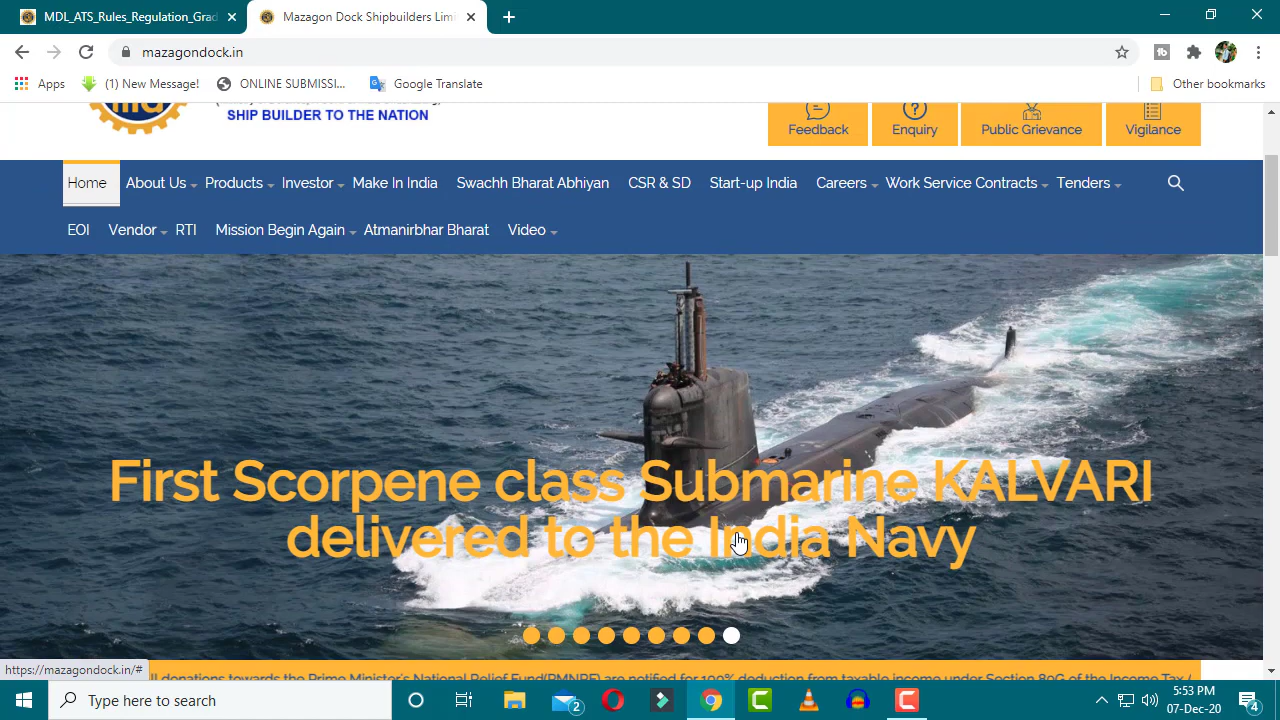 MDL_ATS_Rules_Regulation_Grad
Mazagon Dock Shipbuilders Limi
mazagondock.in
Apps
(1) New Message!
ONLINE SUBMISSI...
Google Translate
Other bookmarks
SHIP BUILDER TO THE NATION
Feedback
Enquiry
Public Grievance
Vigilance
Home
About Us
Products
Investor
Make In India
Swachh Bharat Abhiyan
CSR & SD
Start-up India
Careers
Work Service Contracts
Tenders
EOI
Vendor
RTI
Mission Begin Again
Atmanirbhar Bharat
Video
First Scorpene class Submarine KALVARI
delivered to the India Navy
https://mazagondock.in/#
donations towards the Prime Minister's National Relief Fund(PMNRF) are notified for 100% deduction from taxable income under Section 80G of the Income Tax /
Type here to search
2
5:53 PM
07-Dec-20
4